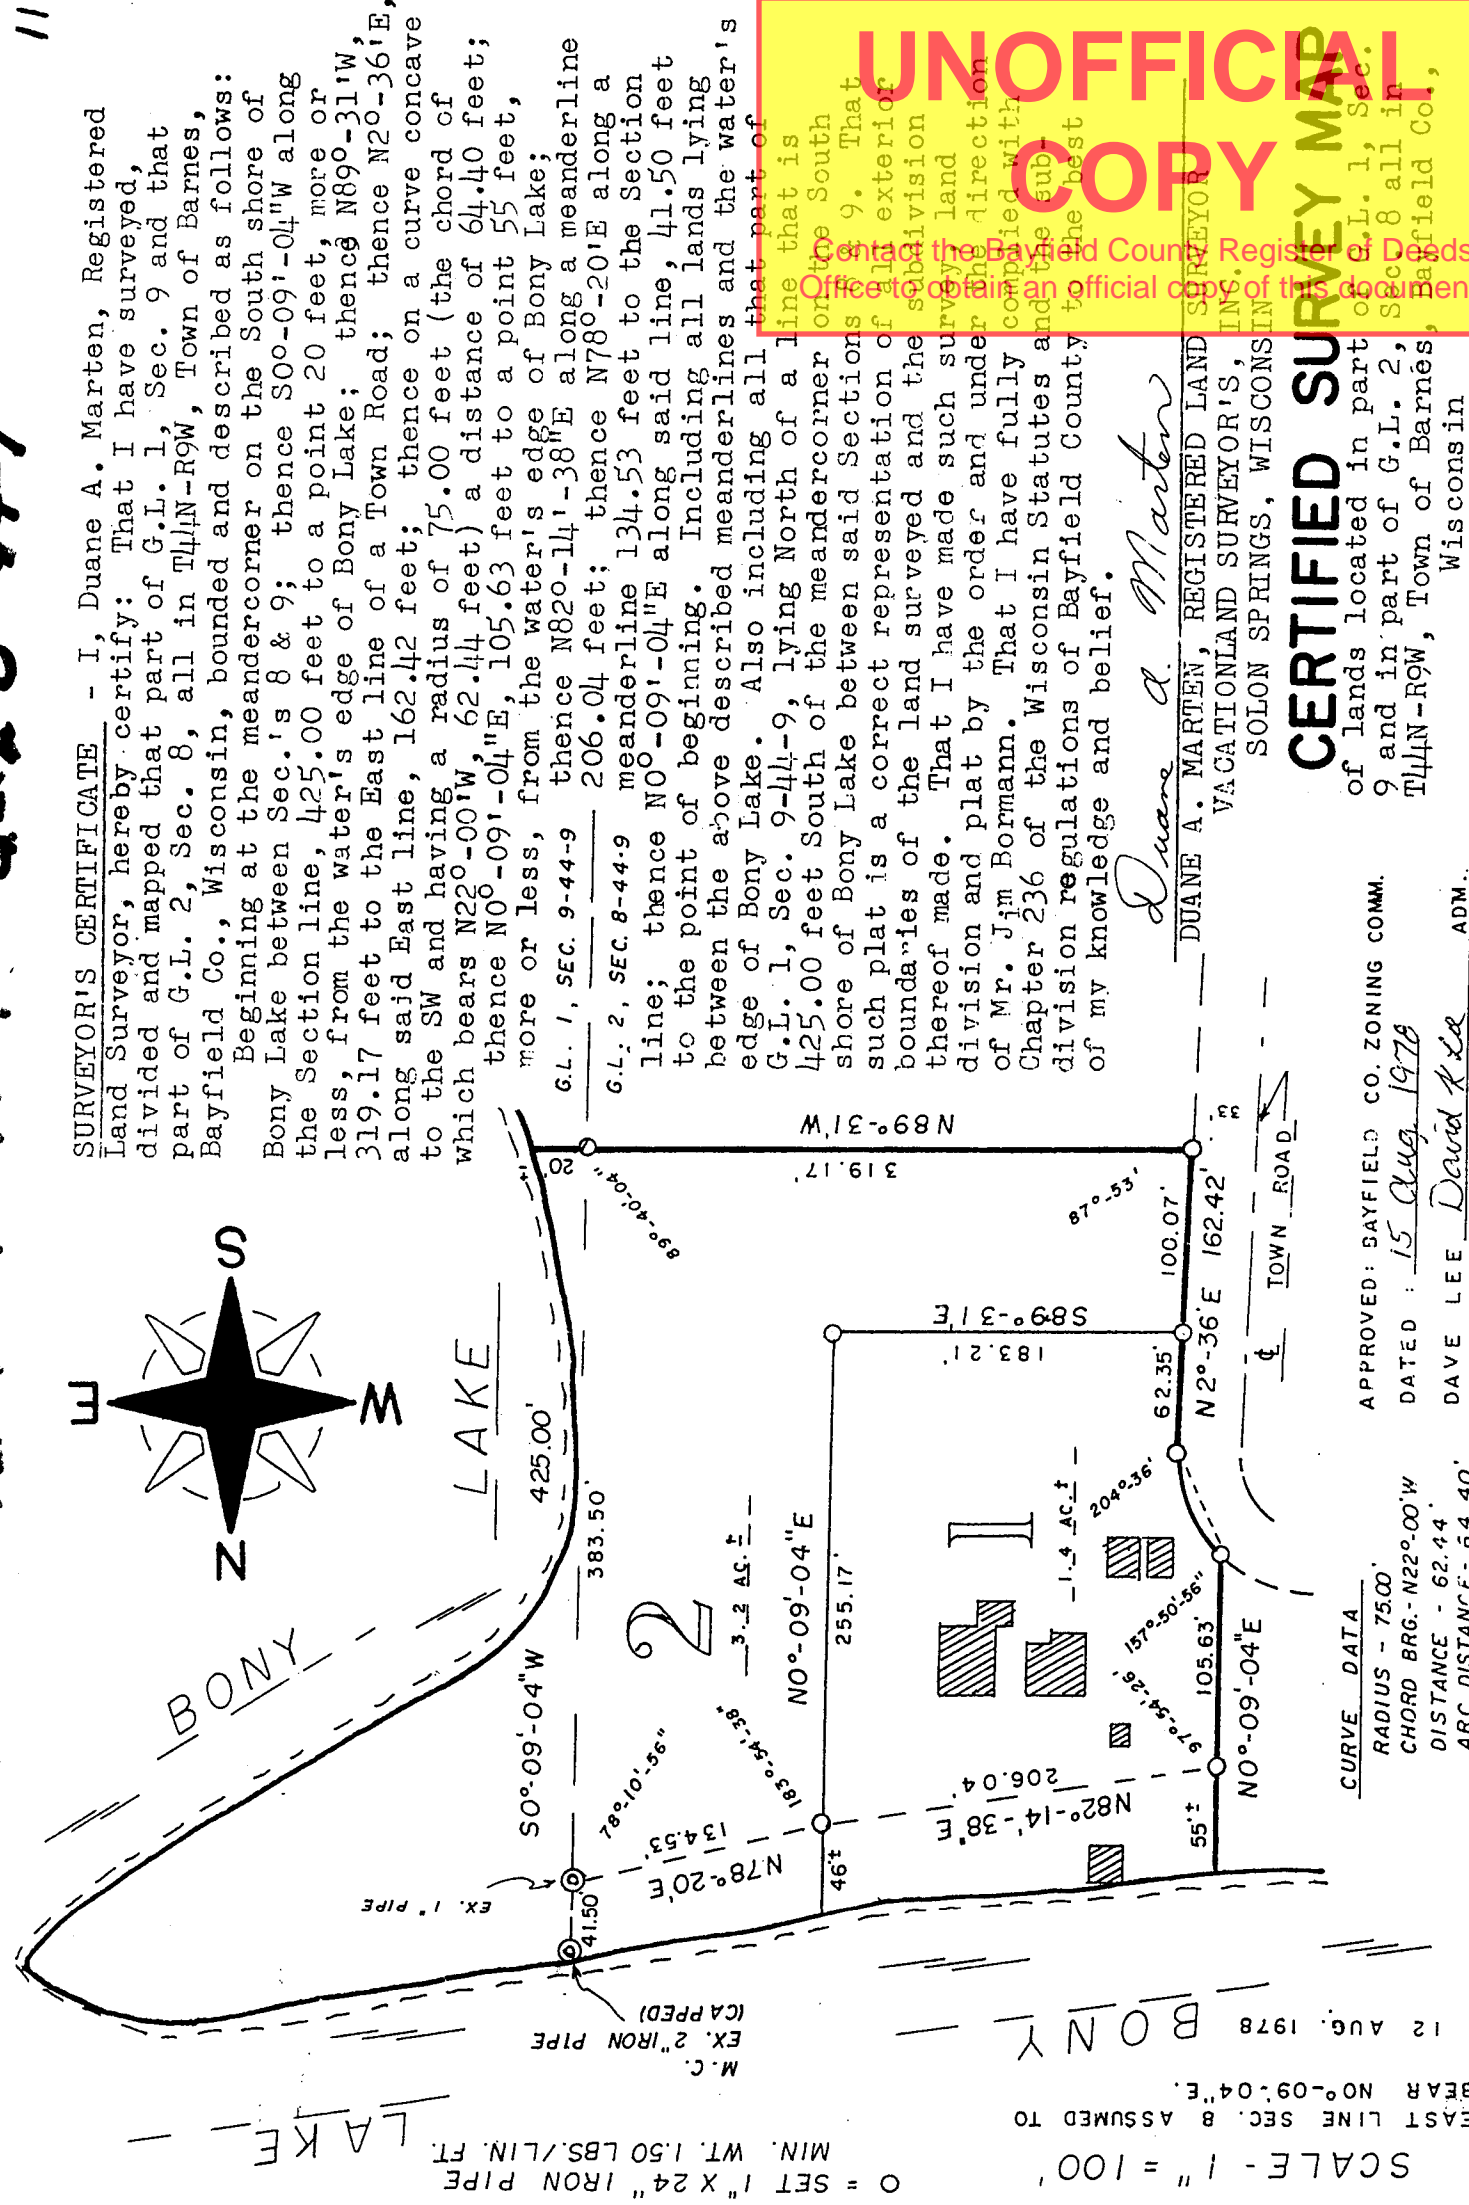 11
SURVEYOR'S CERTIFICATE - I, Duane A. Marten, Registered
Land Surveyor, hereby certify: That I have surveyed,
divided and mapped that part of G.L. 1, Sec. 9 and that
part of G.L. 2, Sec. 8, all in T44N-R9W, Town of Barnes,
Bayfield Co., Wisconsin, bounded and described as follows:
Beginning at the meandercorner on the South shore of
Bony Lake between Sec.'s 8 & 9; thence S0°-09'-04"W along
the Section line, 425.00 feet to a point 20 feet, more or
less, from the water's edge of Bony Lake; thence N89°-31'W,
319.17 feet to the East line of a Town Road; thence N2°-36'E,
along said East line, 162.42 feet; thence on a curve concave
to the SW and having a radius of 75.00 feet (the chord of
which bears N22°-00'W, 62.44 feet) a distance of 64.40 feet;
thence N0°-09'-04"E, 105.63 feet to a point 55 feet,
more or less, from the water's edge of Bony Lake;
thence N82°-14'-38"E along a meanderline
206.04 feet; thence N78°-20'E along a
meanderline 134.53 feet to the Section
line; thence N0°-09'-04"E along said line, 41.50 feet
to the point of beginning. Including all lands lying
between the above described meanderlines and the water's
edge of Bony Lake. Also including all that part of
G.L. 1, Sec. 9-44-9, lying North of a line that is
425.00 feet South of the meandercorner on the South
shore of Bony Lake between said Sections 8 & 9. That
such plat is a correct representation of all exterior
boundaries of the land surveyed and the subdivision
thereof made. That I have made such survey, land
division and plat by the order and under the direction
of Mr. Jim Bormann. That I have fully complied with
Chapter 236 of the Wisconsin Statutes and the sub-
division regulations of Bayfield County to the best
of my knowledge and belief.
Duane A. Marten
DUANE A. MARTEN, REGISTERED LAND SURVEYOR
VACATIONLAND SURVEYOR'S, INC.
SOLON SPRINGS, WISCONSIN
CERTIFIED SURVEY MAP
of lands located in part of G.L. 1, Sec.
9 and in part of G.L. 2, Sec. 8 all in
T44N-R9W, Town of Barnes, Bayfield Co.,
Wisconsin
UNOFFICIAL
COPY
Contact the Bayfield County Register of Deeds
Office to obtain an official copy of this documen
G.L. 1, SEC. 9-44-9
G.L. 2, SEC. 8-44-9
N
E
S
W
BONY
LAKE
425.00'
383.50'
S0°-09'-04"W
20'±
89°-40'-04"
N89°-31'W
319.17'
87°-53'
100.07'
N2°-36'E 162.42'
33'
TOWN ROAD
62.35'
S89°-31'E
183.21'
2
3.2 AC.±
N0°-09'-04"E
255.17'
1
1.4 AC.±
204°-36'
157°-50'-56"
97°-54'-26"
105.63'
N0°-09'-04"E
55'±
78°-10'-56"
183°-54'-38"
134.53'
N78°-20'E
206.04'
N82°-14'-38"E
46'±
EX. 1" PIPE
41.50'
M.C.
EX. 2" IRON PIPE
(CAPPED)
LAKE
BONY
CURVE DATA
RADIUS - 75.00'
CHORD BRG.- N22°-00'W
DISTANCE - 62.44'
ARC DISTANCE - 64.40'
APPROVED: BAYFIELD CO. ZONING COMM.
DATED : 15 Aug. 1978
DAVE LEE David K Lee ADM.
O = SET 1" X 24" IRON PIPE
MIN. WT. 1.50 LBS./LIN. FT.
SCALE - 1" = 100'
EAST LINE SEC. 8 ASSUMED TO
BEAR N0°-09'-04"E.
12 AUG. 1978